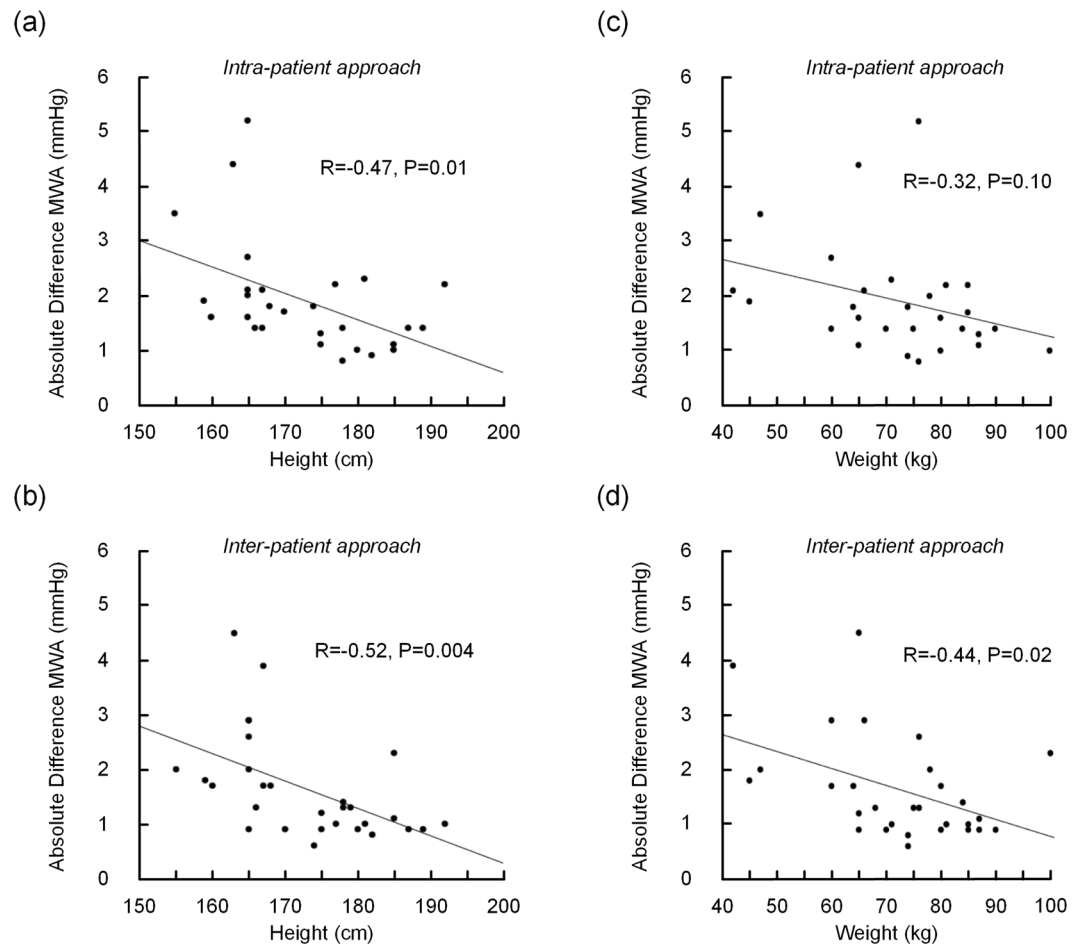 (a)
Intra-patient approach
Absolute Difference MWA (mmHg)
6
5
4
3
2
1
0
R=-0.47, P=0.01
150 160 170 180 190 200
Height (cm)
(c)
Intra-patient approach
Absolute Difference MWA (mmHg)
6
5
4
3
2
1
0
R=-0.32, P=0.10
40 50 60 70 80 90 100
Weight (kg)
(b)
Inter-patient approach
Absolute Difference MWA (mmHg)
6
5
4
3
2
1
0
R=-0.52, P=0.004
150 160 170 180 190 200
Height (cm)
(d)
Inter-patient approach
Absolute Difference MWA (mmHg)
6
5
4
3
2
1
0
R=-0.44, P=0.02
40 50 60 70 80 90 100
Weight (kg)